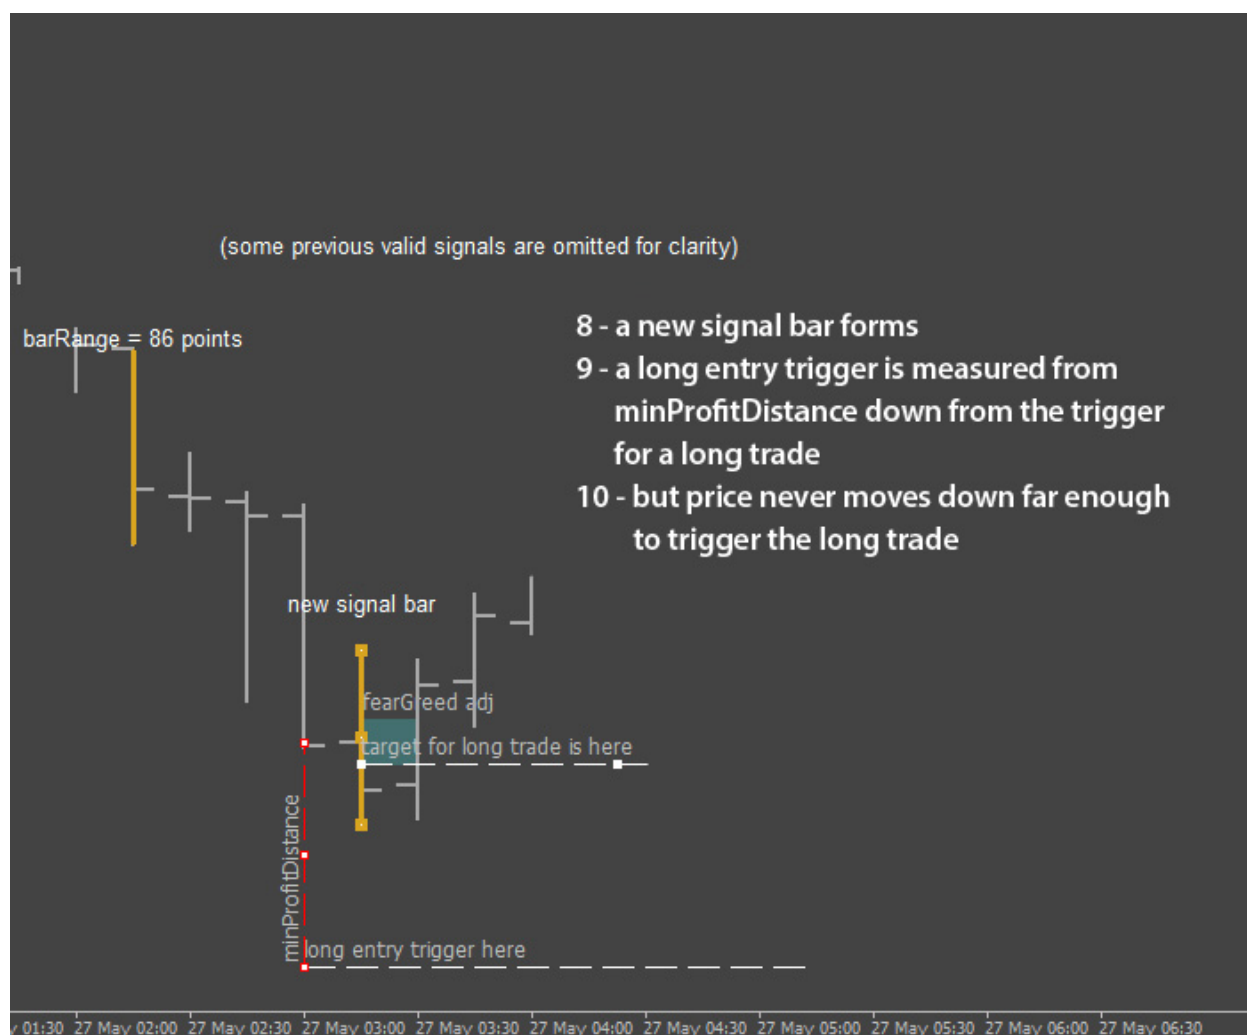 (some previous valid signals are omitted for clarity)
barRange = 86 points
8 - a new signal bar forms
9 - a long entry trigger is measured from
minProfitDistance down from the trigger
for a long trade
10 - but price never moves down far enough
to trigger the long trade
new signal bar
fearGreed adj
target for long trade is here
minProfitDistance
long entry trigger here
01:30 27 May 02:00 27 May 02:30 27 May 03:00 27 May 03:30 27 May 04:00 27 May 04:30 27 May 05:00 27 May 05:30 27 May 06:00 27 May 06:30